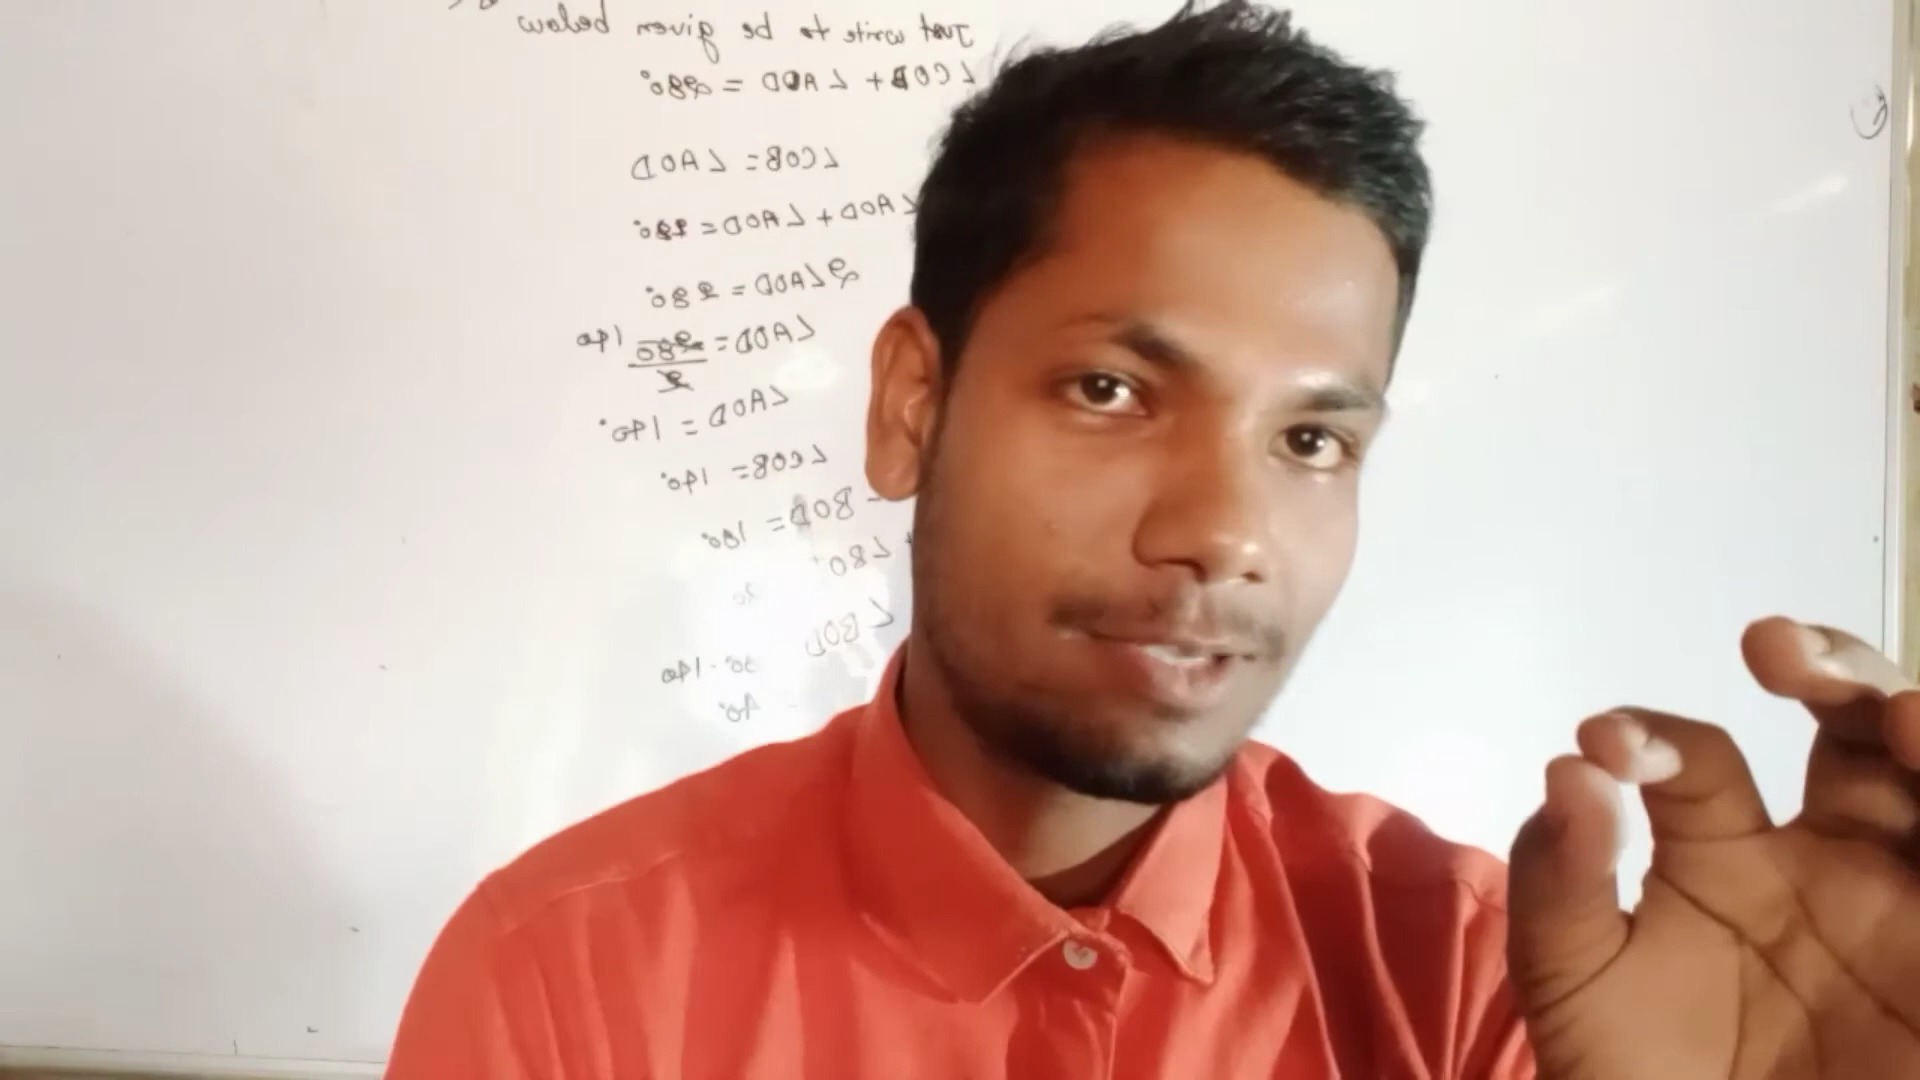 Just write to be given below
∠COB + ∠AOD = 280°
∠COB = ∠AOD
∠AOD + ∠AOD = 280°
2∠AOD = 280°
∠AOD = 280/2 140
∠AOD = 140°
∠COB = 140°
BOD = 180°
∠BO
∠BOD
140
40°